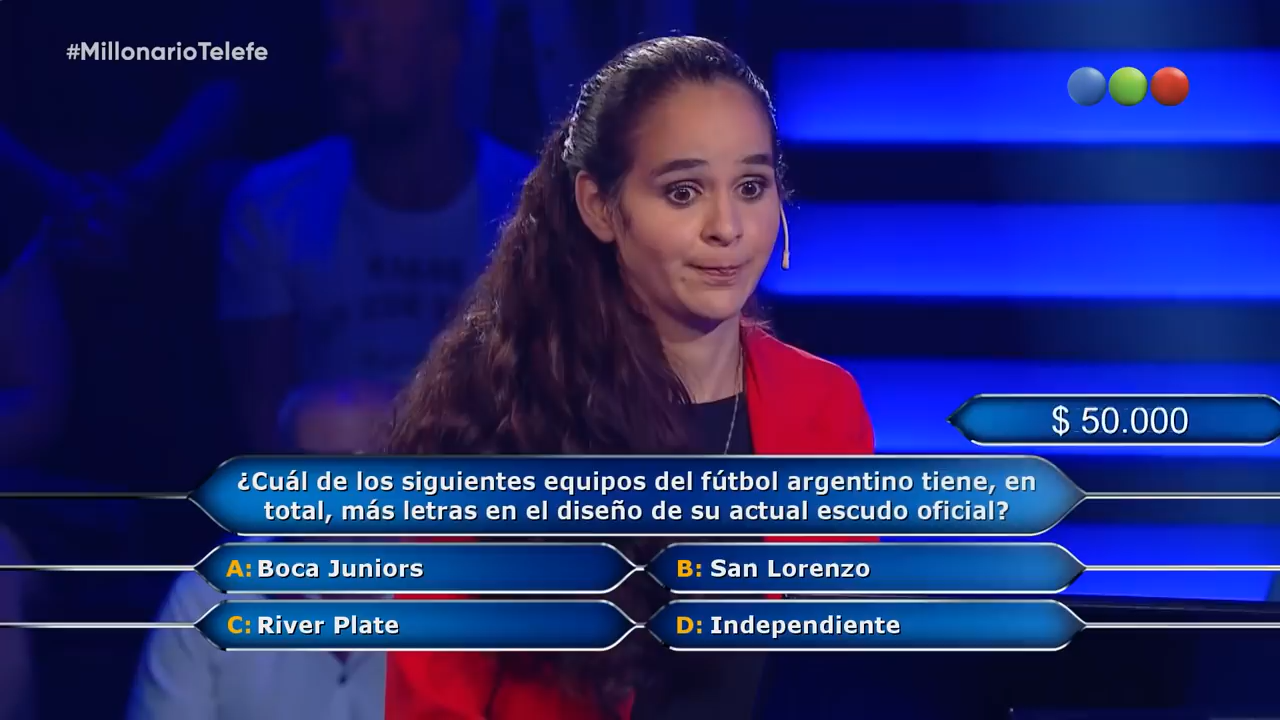 #MillonarioTelefe
$ 50.000
¿Cuál de los siguientes equipos del fútbol argentino tiene, en
total, más letras en el diseño de su actual escudo oficial?
A: Boca Juniors
B: San Lorenzo
C: River Plate
D: Independiente